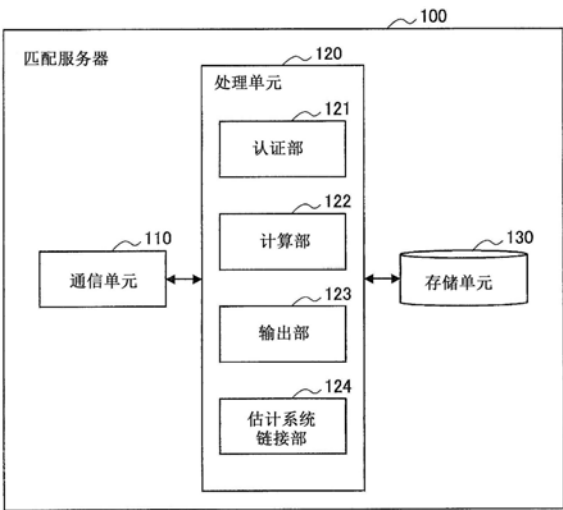 100
匹配服务器
120
处理单元
121
认证部
122
计算部
110
通信单元
130
存储单元
123
输出部
124
估计系统
链接部